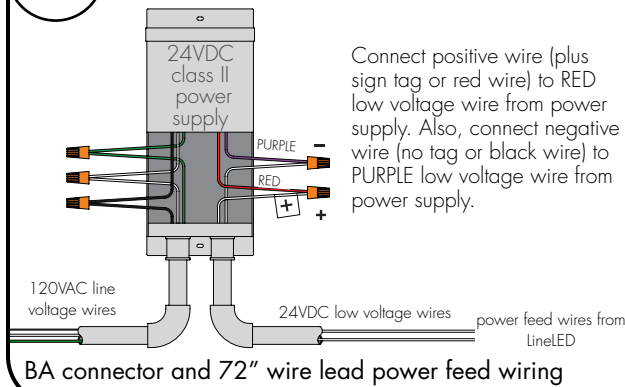 24VDC
class II
power
supply
Connect positive wire (plus
sign tag or red wire) to RED
low voltage wire from power
supply. Also, connect negative
wire (no tag or black wire) to
PURPLE low voltage wire from
power supply.
PURPLE −
RED
+
+
120VAC line
voltage wires
24VDC low voltage wires
power feed wires from
LineLED
BA connector and 72” wire lead power feed wiring